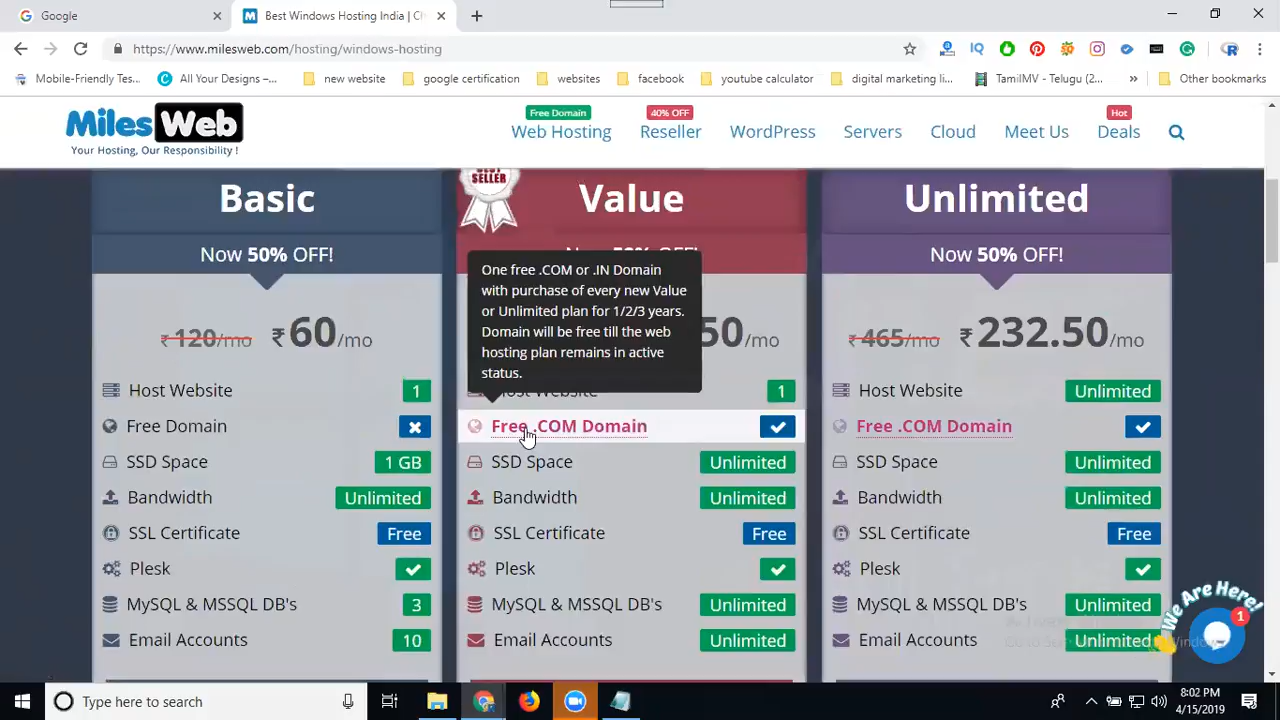 Google
Best Windows Hosting India | Ch
https://www.milesweb.com/hosting/windows-hosting
Mobile-Friendly Tes...
All Your Designs –...
new website
google certification
websites
facebook
youtube calculator
digital marketing li...
TamilMV - Telugu (2...
Other bookmarks
Miles Web
Your Hosting, Our Responsibility !
Free Domain
Web Hosting
40% OFF
Reseller
WordPress
Servers
Cloud
Meet Us
Hot
Deals
Basic
Now 50% OFF!
₹120/mo ₹60/mo
Host Website 1
Free Domain
SSD Space 1 GB
Bandwidth Unlimited
SSL Certificate Free
Plesk
MySQL & MSSQL DB's 3
Email Accounts 10
SELLER
Value
One free .COM or .IN Domain
with purchase of every new Value
or Unlimited plan for 1/2/3 years.
Domain will be free till the web
hosting plan remains in active
status.
50/mo
Host Website 1
Free .COM Domain
SSD Space Unlimited
Bandwidth Unlimited
SSL Certificate Free
Plesk
MySQL & MSSQL DB's Unlimited
Email Accounts Unlimited
Unlimited
Now 50% OFF!
₹465/mo ₹232.50/mo
Host Website Unlimited
Free .COM Domain
SSD Space Unlimited
Bandwidth Unlimited
SSL Certificate Free
Plesk
MySQL & MSSQL DB's Unlimited
Email Accounts Unlimited
We Are Here!
1
Type here to search
8:02 PM
4/15/2019